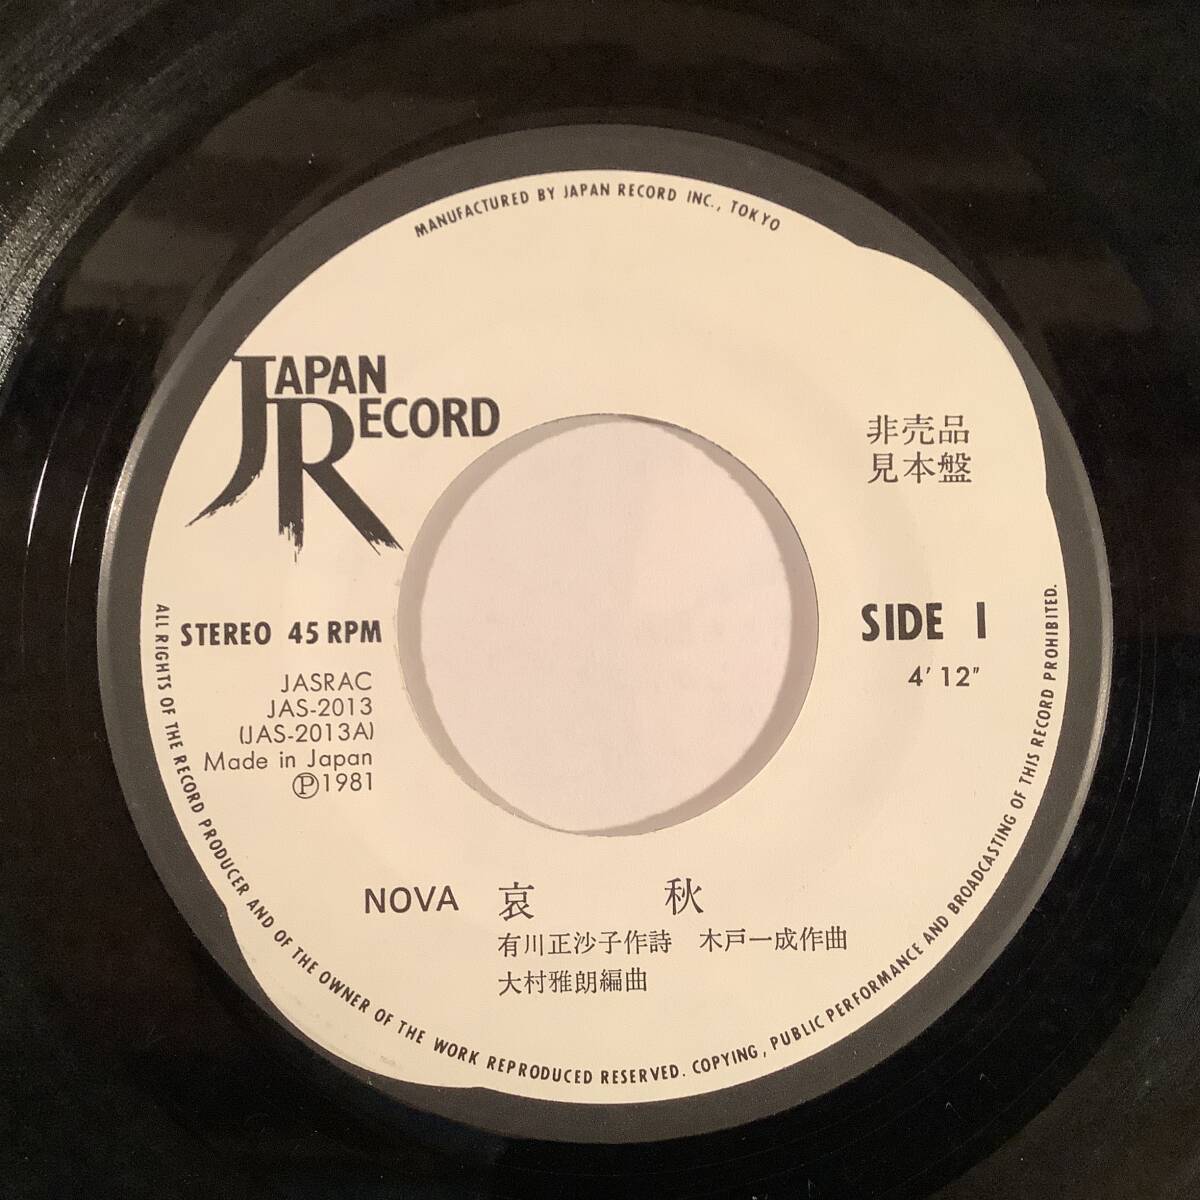 MANUFACTURED BY JAPAN RECORD INC., TOKYO
JAPAN
RECORD
非売品
見本盤
STEREO 45 RPM
SIDE 1
4' 12"
JASRAC
JAS-2013
(JAS-2013A)
Made in Japan
Ⓟ1981
NOVA 哀 秋
有川正沙子作詩 木戸一成作曲
大村雅朗編曲
ALL RIGHTS OF THE RECORD PRODUCER AND OF THE OWNER OF THE WORK REPRODUCED RESERVED. COPYING, PUBLIC PERFORMANCE AND BROADCASTING OF THIS RECORD PROHIBITED.